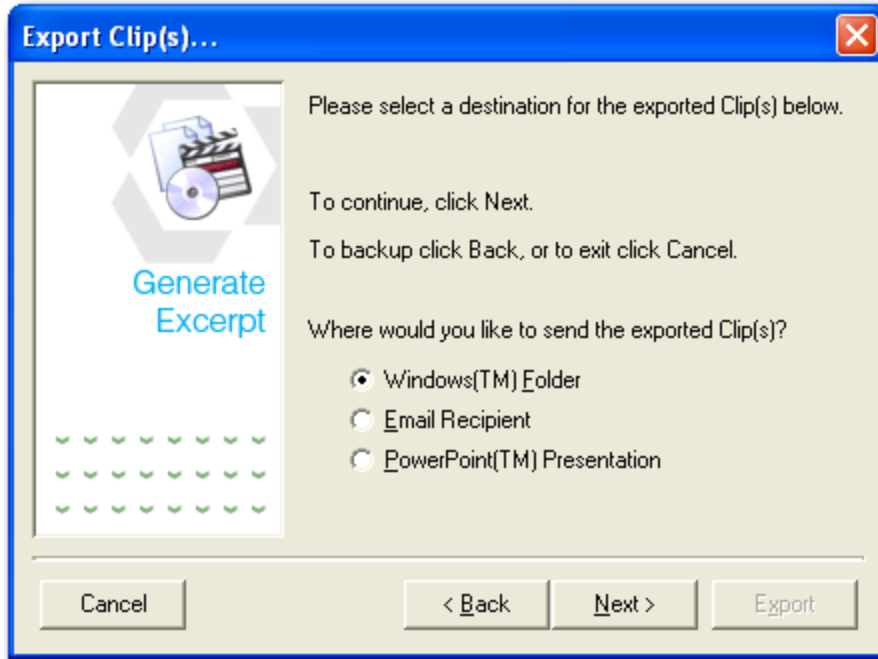 Export Clip(s)...
Please select a destination for the exported Clip(s) below.
To continue, click Next.
To backup click Back, or to exit click Cancel.
Generate
Excerpt
Where would you like to send the exported Clip(s)?
Windows(TM) Folder
Email Recipient
PowerPoint(TM) Presentation
Cancel
< Back
Next >
Export